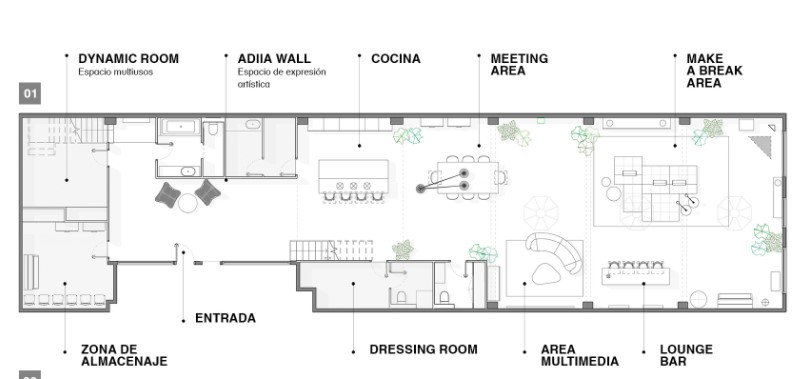 DYNAMIC ROOM
Espacio multiusos
ADIIA WALL
Espacio de expresión
artística
COCINA
MEETING
AREA
MAKE
A BREAK
AREA
01
ENTRADA
ZONA DE
ALMACENAJE
DRESSING ROOM
AREA
MULTIMEDIA
LOUNGE
BAR